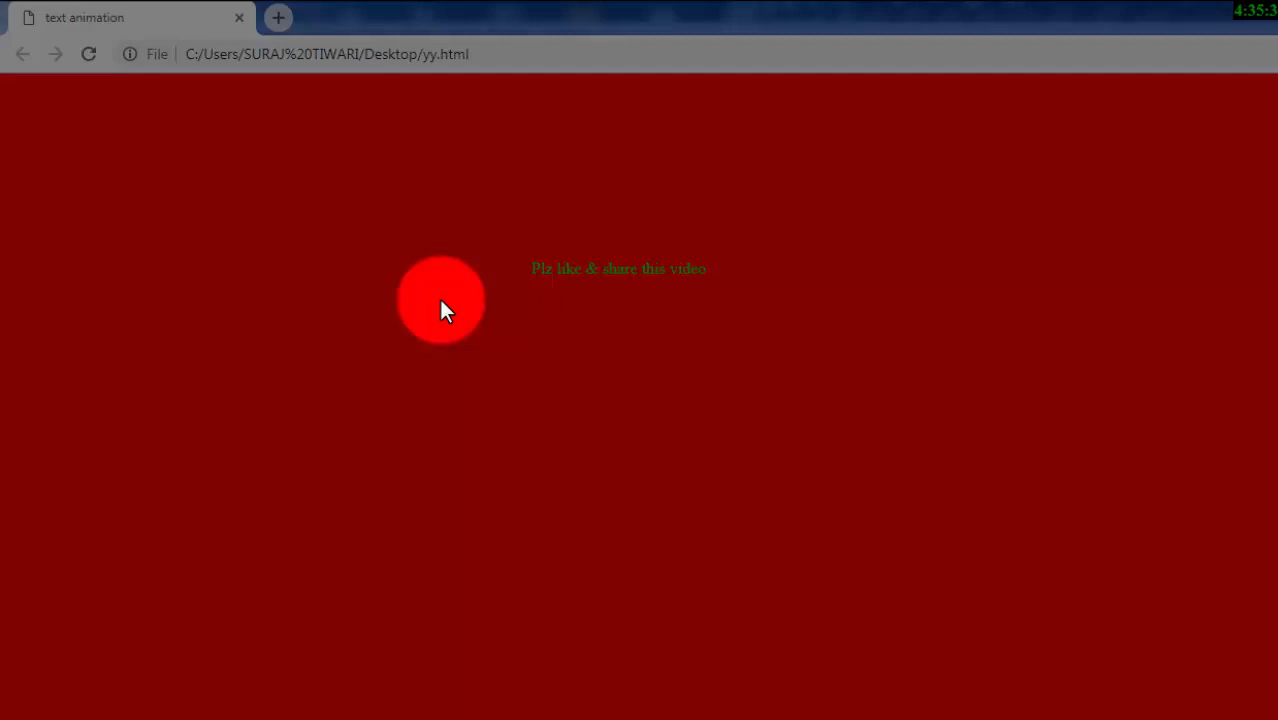 4:35:3
text animation
File
C:/Users/SURAJ%20TIWARI/Desktop/yy.html
Plz like & share this video